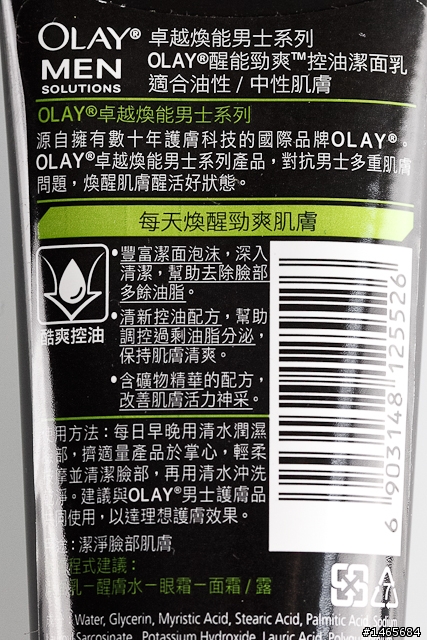 OLAY® 卓越煥能男士系列
MEN
SOLUTIONS
OLAY®醒能勁爽™控油潔面乳
適合油性 / 中性肌膚
OLAY®卓越煥能男士系列
源自擁有數十年護膚科技的國際品牌OLAY®。
OLAY®卓越煥能男士系列產品，對抗男士多重肌膚
問題，煥醒肌膚醒活好狀態。
每天煥醒勁爽肌膚
酷爽控油
•豐富潔面泡沫，深入
清潔，幫助去除臉部
多餘油脂。
•清新控油配方，幫助
調控過剩油脂分泌，
保持肌膚清爽。
•含礦物精華的配方，
改善肌膚活力神采。
用方法：每日早晚用清水潤濕
部，擠適量產品於掌心，輕柔
摩並清潔臉部，再用清水沖洗
淨。建議與OLAY®男士護膚品
同使用，以達理想護膚效果。
：潔淨臉部肌膚
程式建議：
乳－醒膚水－眼霜－面霜 / 露
Water, Glycerin, Myristic Acid, Stearic Acid, Palmitic Acid, Sodium
Sarcosinate, Potassium Hydroxide, Lauric Acid,
6 903148 125526
#1465684